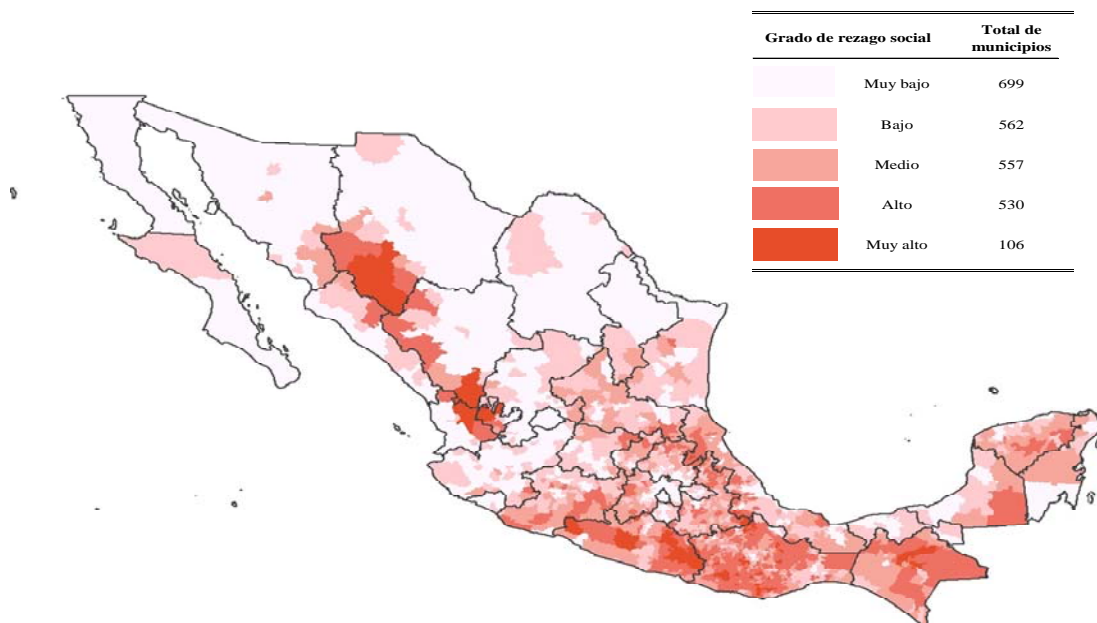 Grado de rezago social Total de municipios
Muy bajo 699
Bajo 562
Medio 557
Alto 530
Muy alto 106